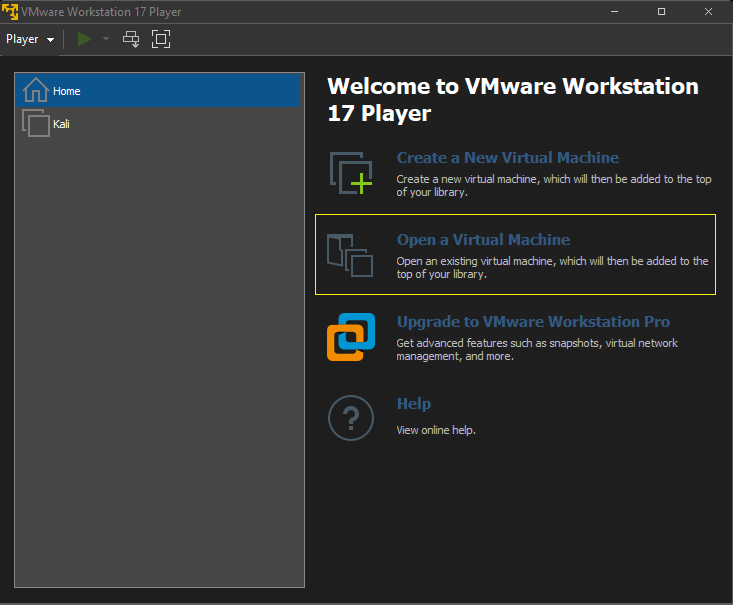 VMware Workstation 17 Player
Player
Home
Kali
Welcome to VMware Workstation
17 Player
Create a New Virtual Machine
Create a new virtual machine, which will then be added to the top
of your library.
Open a Virtual Machine
Open an existing virtual machine, which will then be added to the
top of your library.
Upgrade to VMware Workstation Pro
Get advanced features such as snapshots, virtual network
management, and more.
?
Help
View online help.